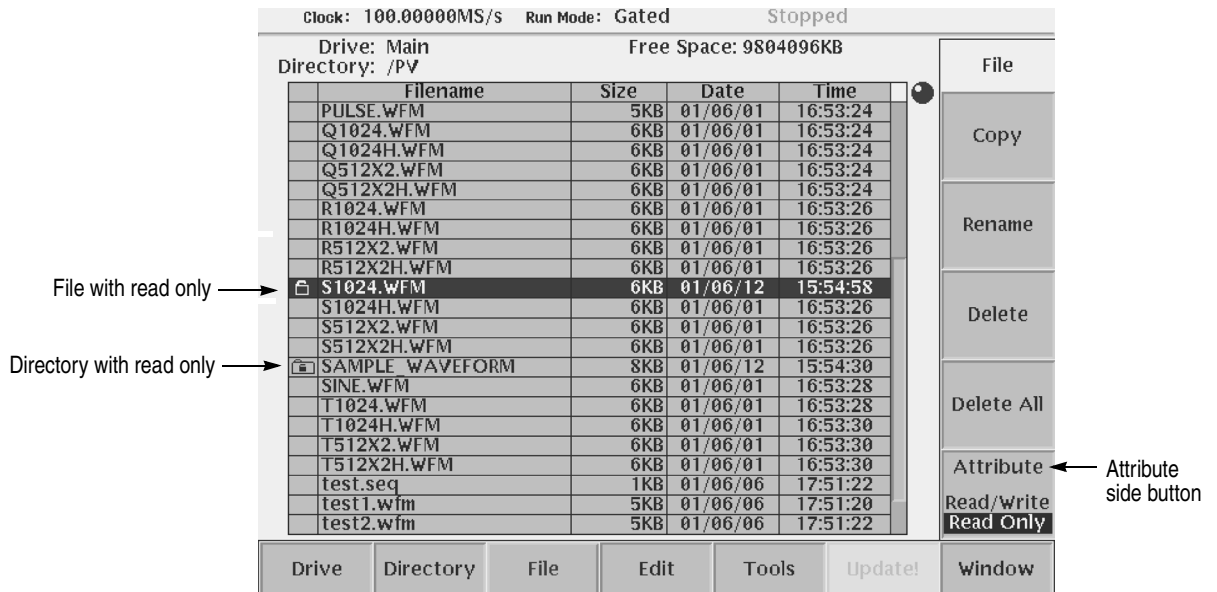 Clock: 100.00000MS/s Run Mode: Gated Stopped
Drive: Main Free Space: 9804096KB
Directory: /PV
File
Filename Size Date Time
PULSE.WFM 5KB 01/06/01 16:53:24
Q1024.WFM 6KB 01/06/01 16:53:24
Q1024H.WFM 6KB 01/06/01 16:53:24
Q512X2.WFM 6KB 01/06/01 16:53:24
Q512X2H.WFM 6KB 01/06/01 16:53:24
R1024.WFM 6KB 01/06/01 16:53:26
R1024H.WFM 6KB 01/06/01 16:53:26
R512X2.WFM 6KB 01/06/01 16:53:26
R512X2H.WFM 6KB 01/06/01 16:53:26
File with read only
S1024.WFM 6KB 01/06/12 15:54:58
S1024H.WFM 6KB 01/06/01 16:53:26
S512X2.WFM 6KB 01/06/01 16:53:26
S512X2H.WFM 6KB 01/06/01 16:53:26
Directory with read only
SAMPLE_WAVEFORM 8KB 01/06/12 15:54:30
SINE.WFM 6KB 01/06/01 16:53:28
T1024.WFM 6KB 01/06/01 16:53:28
T1024H.WFM 6KB 01/06/01 16:53:30
T512X2.WFM 6KB 01/06/01 16:53:30
T512X2H.WFM 6KB 01/06/01 16:53:30
test.seq 1KB 01/06/06 17:51:22
test1.wfm 5KB 01/06/06 17:51:20
test2.wfm 5KB 01/06/06 17:51:22
Copy
Rename
Delete
Delete All
Attribute
Read/Write
Read Only
Attribute
side button
Drive Directory File Edit Tools Update! Window